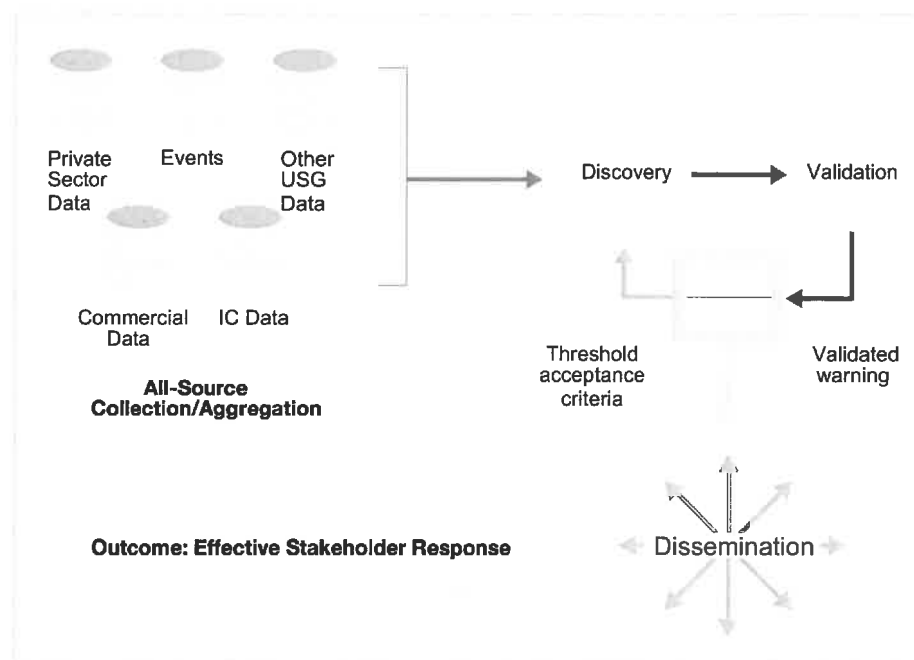 Private
Sector
Data
Events
Other
USG
Data
Discovery
Validation
Commercial
Data
IC Data
Threshold
acceptance
criteria
Validated
warning
All-Source
Collection/Aggregation
Outcome: Effective Stakeholder Response
Dissemination